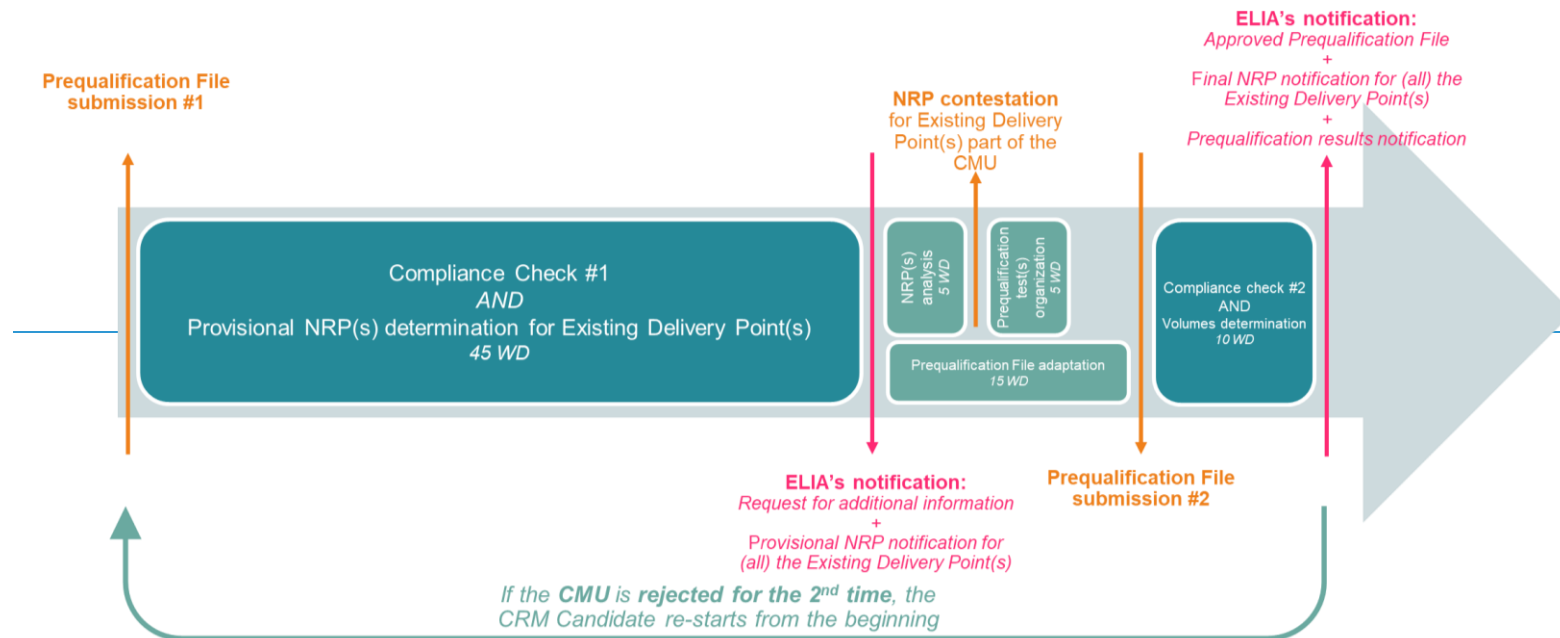 Prequalification File
submission #1
Compliance Check #1
AND
Provisional NRP(s) determination for Existing Delivery Point(s)
45 WD
NRP contestation
for Existing Delivery
Point(s) part of the
CMU
ELIA's notification:
Approved Prequalification File
+
Final NRP notification for (all) the
Existing Delivery Point(s)
+
Prequalification results notification
NRP(s)
analysis
5 WD
Prequalification
test(s)
organization
5 WD
Prequalification File adaptation
15 WD
Compliance check #2
AND
Volumes determination
10 WD
ELIA's notification:
Request for additional information
+
Provisional NRP notification for
(all) the Existing Delivery Point(s)
Prequalification File
submission #2
If the CMU is rejected for the 2nd time, the
CRM Candidate re-starts from the beginning